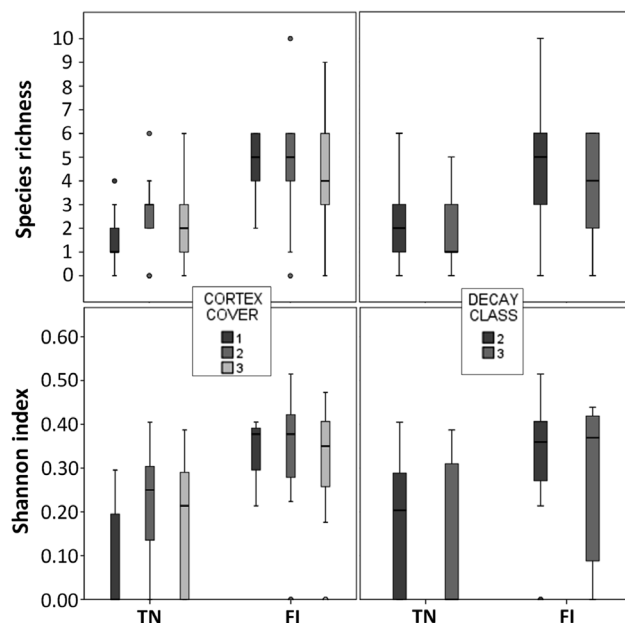 Species richness
10
9
8
7
6
5
4
3
2
1
0
CORTEX
COVER
1
2
3
DECAY
CLASS
2
3
Shannon index
0.60
0.50
0.40
0.30
0.20
0.10
0.00
TN
FI
TN
FI